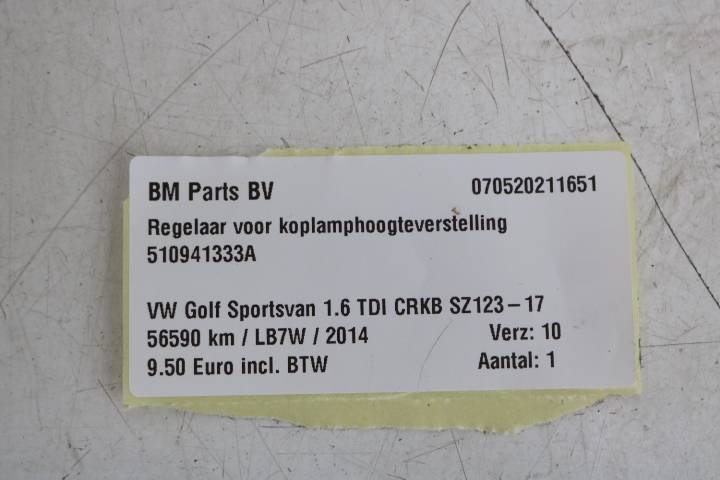 BM Parts BV 070520211651
Regelaar voor koplamphoogteverstelling
510941333A
VW Golf Sportsvan 1.6 TDI CRKB SZ123-17
56590 km / LB7W / 2014 Verz: 10
9.50 Euro incl. BTW Aantal: 1